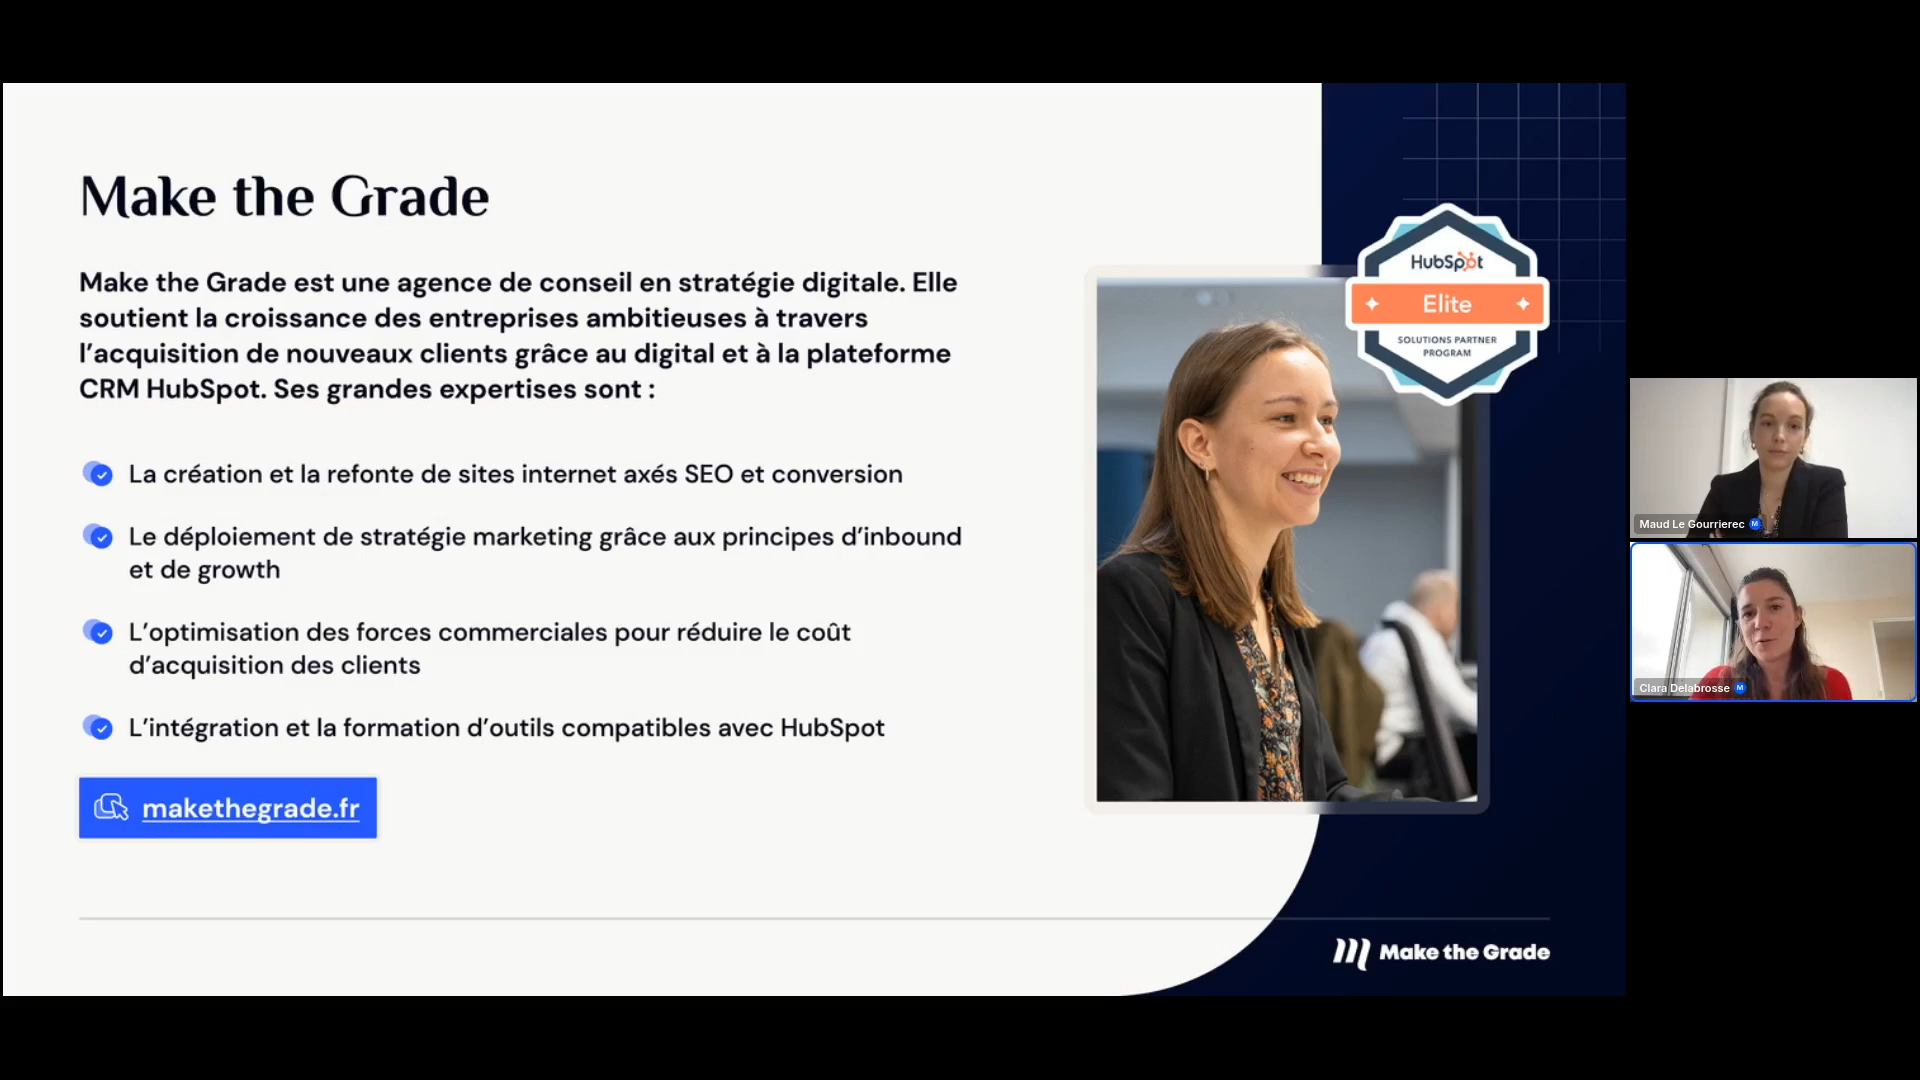 Make the Grade
Make the Grade est une agence de conseil en stratégie digitale. Elle
soutient la croissance des entreprises ambitieuses à travers
l’acquisition de nouveaux clients grâce au digital et à la plateforme
CRM HubSpot. Ses grandes expertises sont :
La création et la refonte de sites internet axés SEO et conversion
Le déploiement de stratégie marketing grâce aux principes d’inbound
et de growth
L’optimisation des forces commerciales pour réduire le coût
d’acquisition des clients
L’intégration et la formation d’outils compatibles avec HubSpot
makethegrade.fr
HubSpot
Elite
SOLUTIONS PARTNER
PROGRAM
Make the Grade
Maud Le Gourrierec M
Clara Delabrosse M